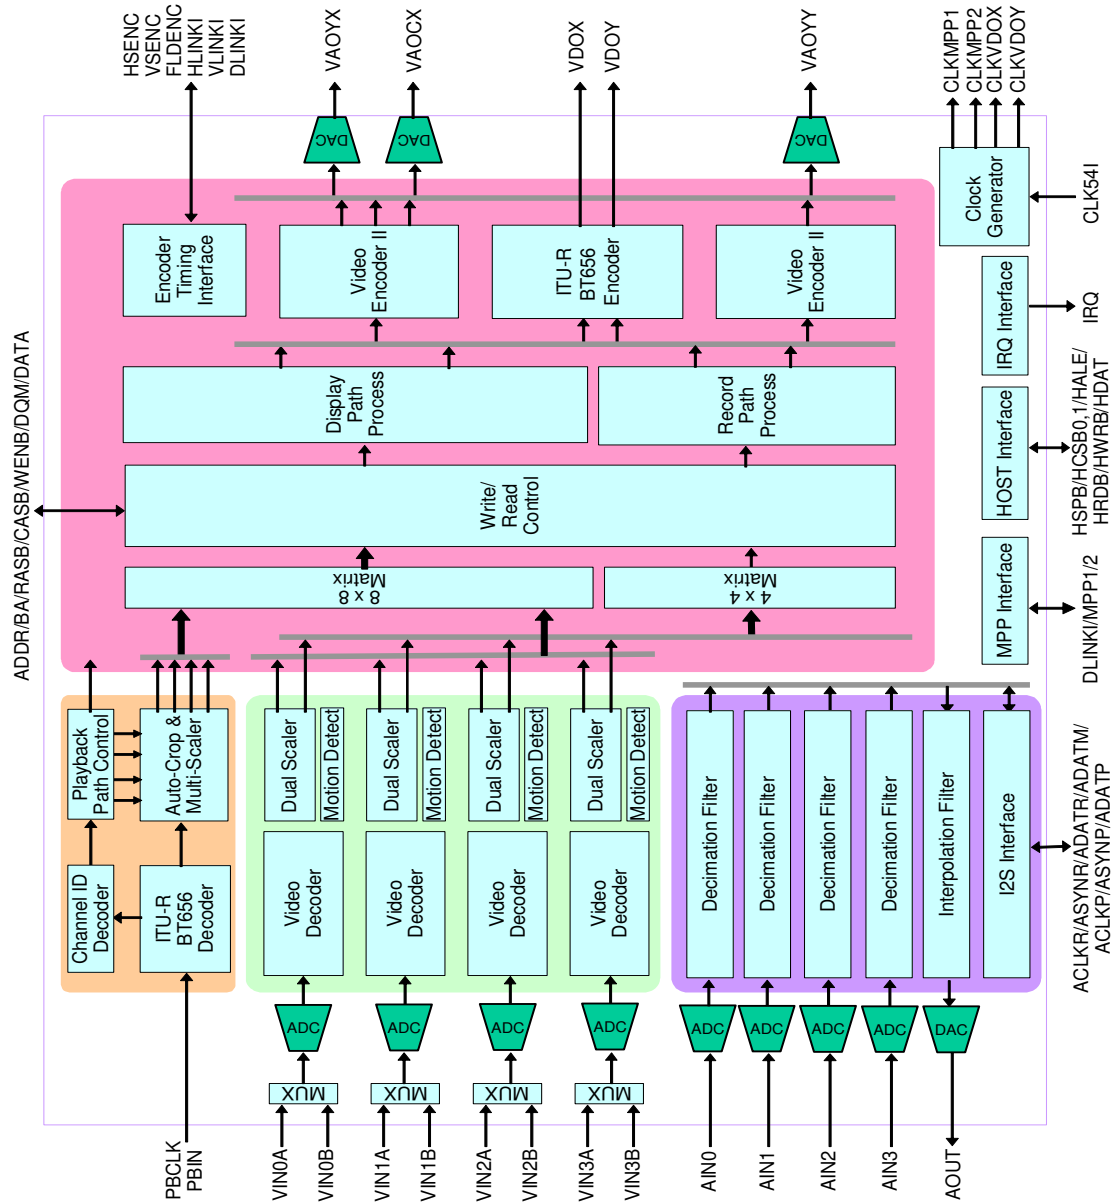 HSENC
VSENC
FLDENC
HLINKI
VLINKI
DLINKI
VAOYX
VAOCX
VDOX
VDOY
VAOYY
CLKMPP1
CLKMPP2
CLKVDOX
CLKVDOY
DAC
DAC
DAC
Encoder
Timing
Interface
Video
Encoder II
ITU-R
BT656
Encoder
Video
Encoder II
Clock
Generator
CLK54I
Display
Path
Process
Record
Path
Process
IRQ Interface
IRQ
ADDR/BA/RASB/CASB/WENB/DQM/DATA
Write/
Read
Control
HOST Interface
HSPB/HCSB0,1/HALE/
HRDB/HWRB/HDAT
8 x 8
Matrix
4 x 4
Matrix
MPP Interface
DLINKI/MPP1/2
Playback
Path Control
Auto-Crop &
Multi-Scaler
Dual Scaler
Motion Detect
Dual Scaler
Motion Detect
Dual Scaler
Motion Detect
Dual Scaler
Motion Detect
Channel ID
Decoder
ITU-R
BT656
Decoder
Video
Decoder
Video
Decoder
Video
Decoder
Video
Decoder
Decimation Filter
Decimation Filter
Decimation Filter
Decimation Filter
Interpolation Filter
I2S Interface
ACLKR/ASYNR/ADATR/ADATM/
ACLKP/ASYNP/ADATP
ADC
ADC
ADC
ADC
ADC
ADC
ADC
ADC
DAC
MUX
MUX
MUX
MUX
PBCLK
PBIN
VIN0A
VIN0B
VIN1A
VIN1B
VIN2A
VIN2B
VIN3A
VIN3B
AIN0
AIN1
AIN2
AIN3
AOUT